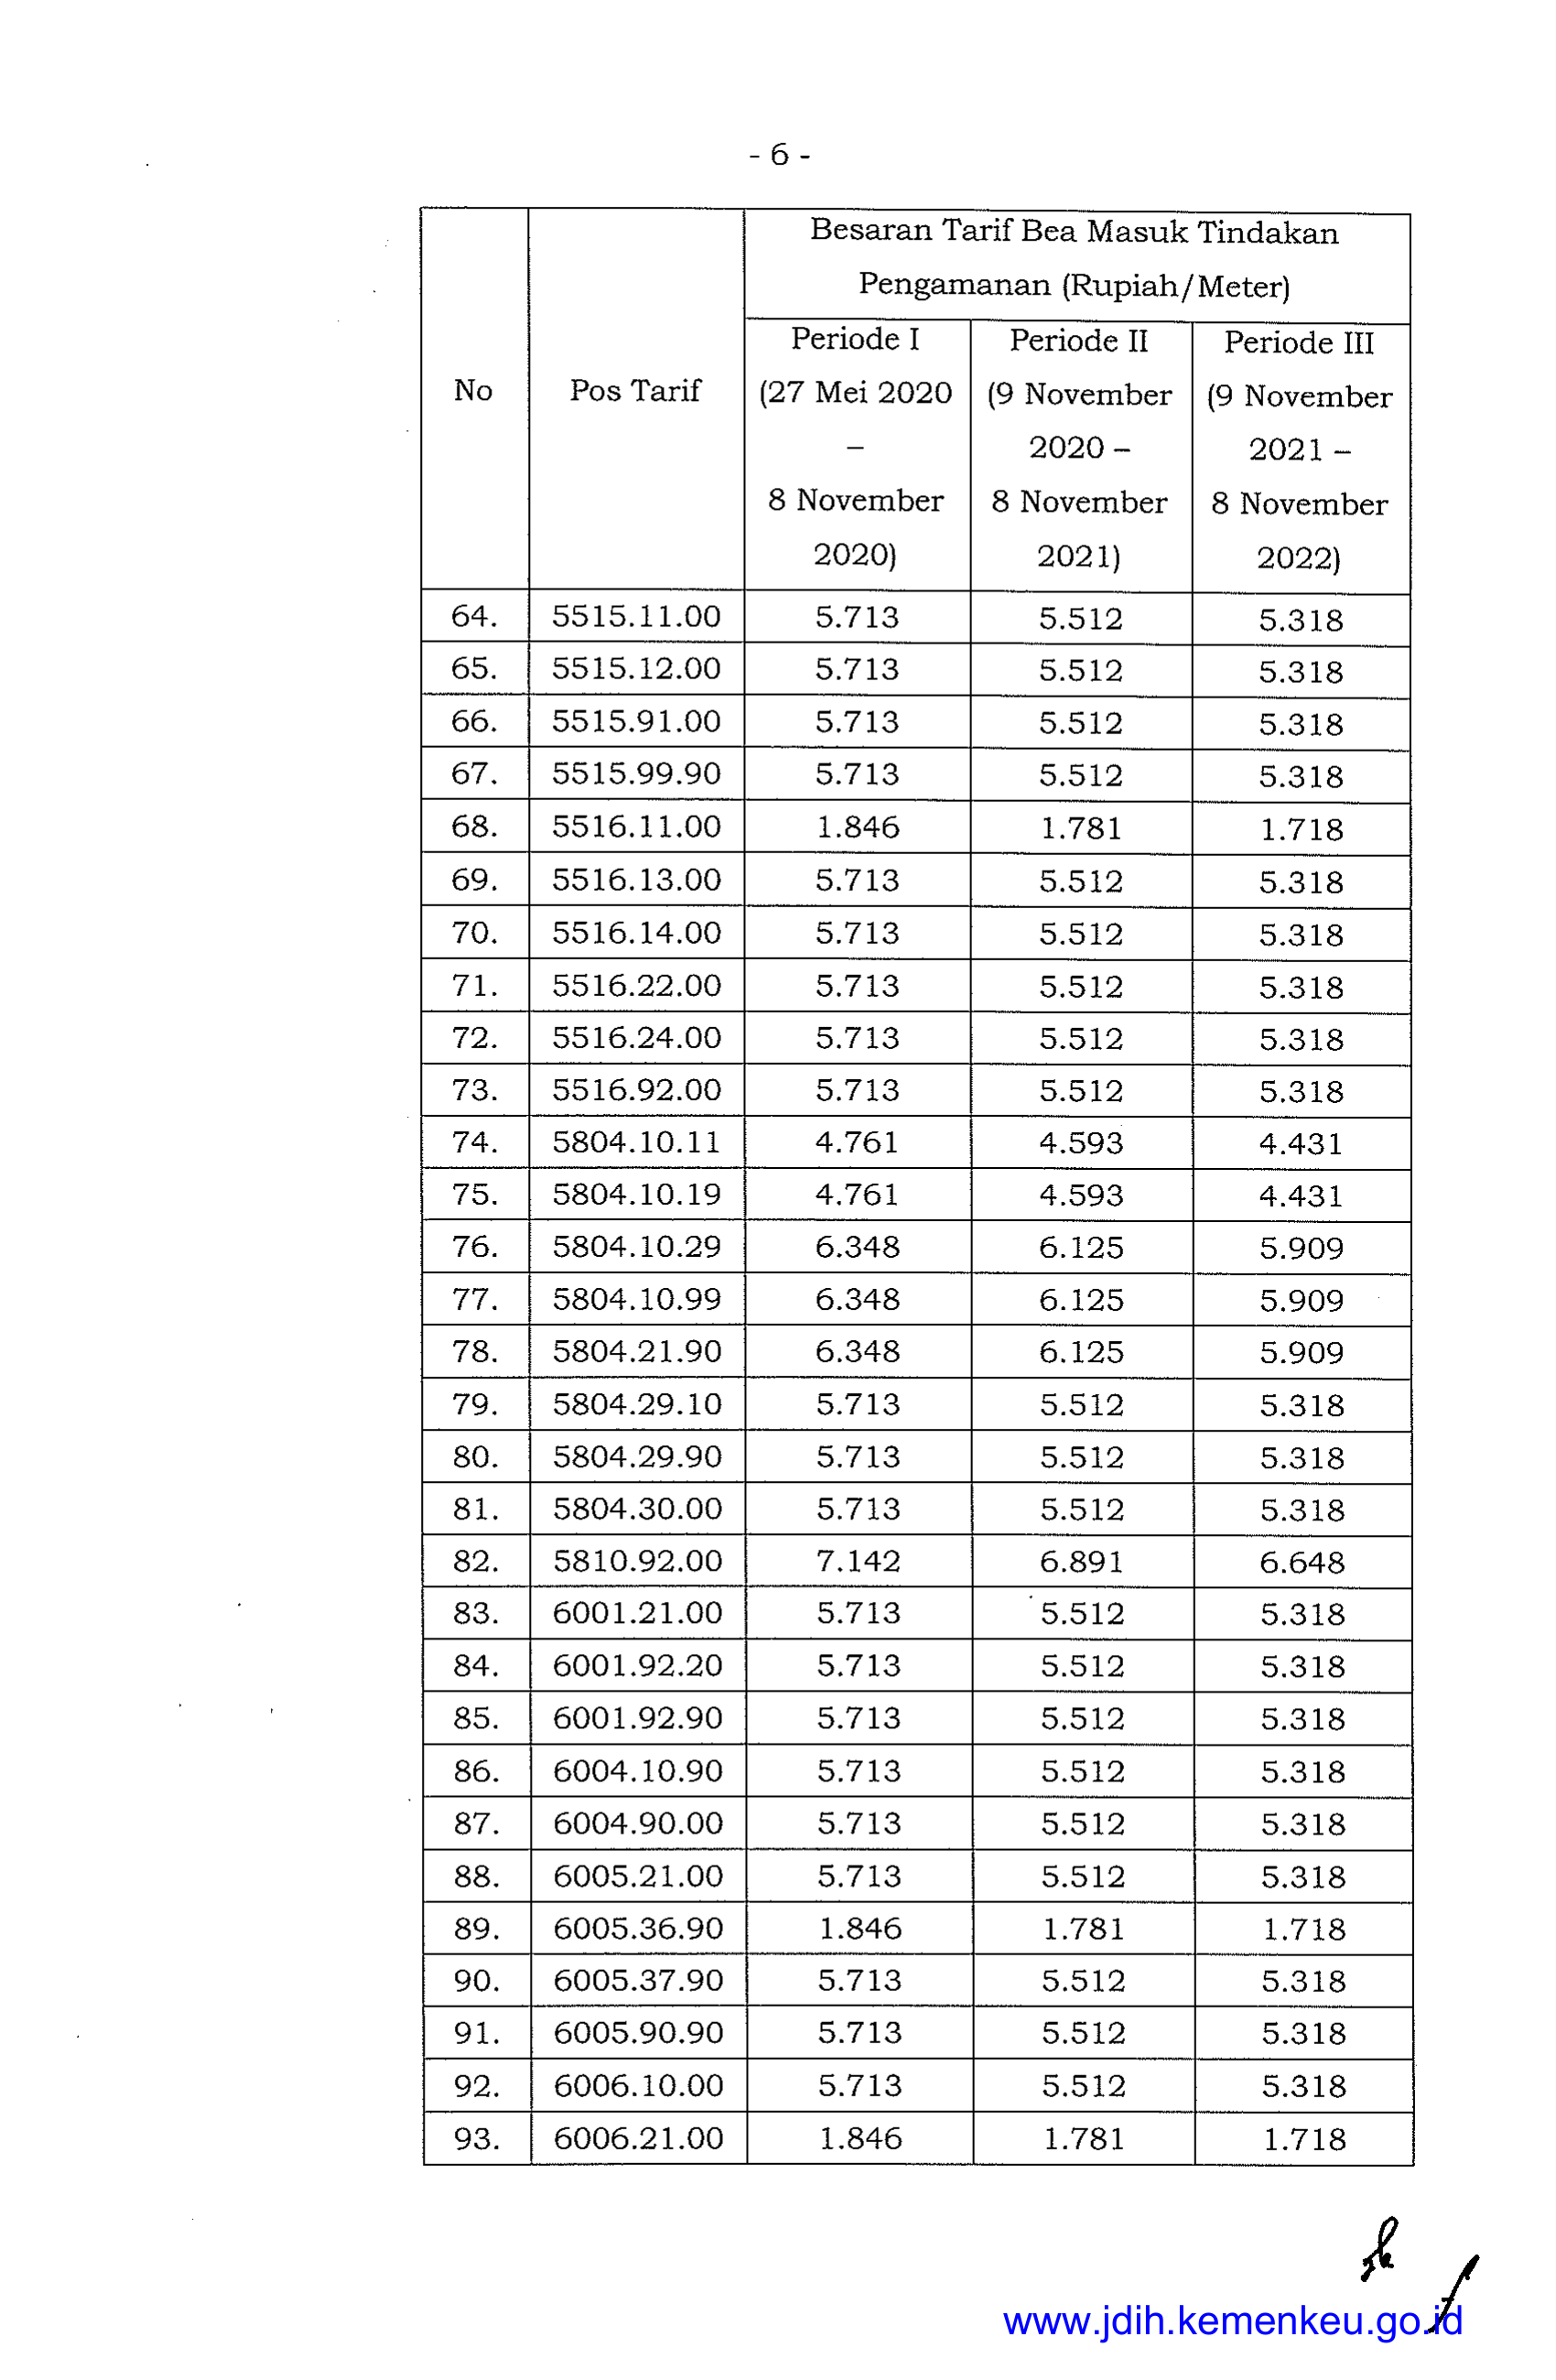 - 6 -
Besaran Tarif Bea Masuk Tindakan
Pengamanan (Rupiah/Meter)
No Pos Tarif
Periode I Periode II Periode III
(27 Mei 2020 (9 November (9 November
– 2020 – 2021 –
8 November 8 November 8 November
2020) 2021) 2022)
64. 5515.11.00 5.713 5.512 5.318
65. 5515.12.00 5.713 5.512 5.318
66. 5515.91.00 5.713 5.512 5.318
67. 5515.99.90 5.713 5.512 5.318
68. 5516.11.00 1.846 1.781 1.718
69. 5516.13.00 5.713 5.512 5.318
70. 5516.14.00 5.713 5.512 5.318
71. 5516.22.00 5.713 5.512 5.318
72. 5516.24.00 5.713 5.512 5.318
73. 5516.92.00 5.713 5.512 5.318
74. 5804.10.11 4.761 4.593 4.431
75. 5804.10.19 4.761 4.593 4.431
76. 5804.10.29 6.348 6.125 5.909
77. 5804.10.99 6.348 6.125 5.909
78. 5804.21.90 6.348 6.125 5.909
79. 5804.29.10 5.713 5.512 5.318
80. 5804.29.90 5.713 5.512 5.318
81. 5804.30.00 5.713 5.512 5.318
82. 5810.92.00 7.142 6.891 6.648
83. 6001.21.00 5.713 5.512 5.318
84. 6001.92.20 5.713 5.512 5.318
85. 6001.92.90 5.713 5.512 5.318
86. 6004.10.90 5.713 5.512 5.318
87. 6004.90.00 5.713 5.512 5.318
88. 6005.21.00 5.713 5.512 5.318
89. 6005.36.90 1.846 1.781 1.718
90. 6005.37.90 5.713 5.512 5.318
91. 6005.90.90 5.713 5.512 5.318
92. 6006.10.00 5.713 5.512 5.318
93. 6006.21.00 1.846 1.781 1.718
www.jdih.kemenkeu.go.id